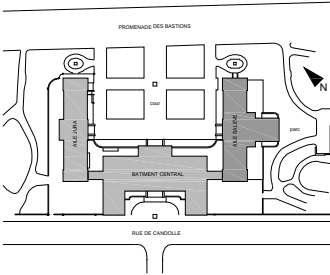 PROMENADE DES BASTIONS
cour
AILE JURA
AILE SALEVE
parc
N
BATIMENT CENTRAL
RUE DE CANDOLLE